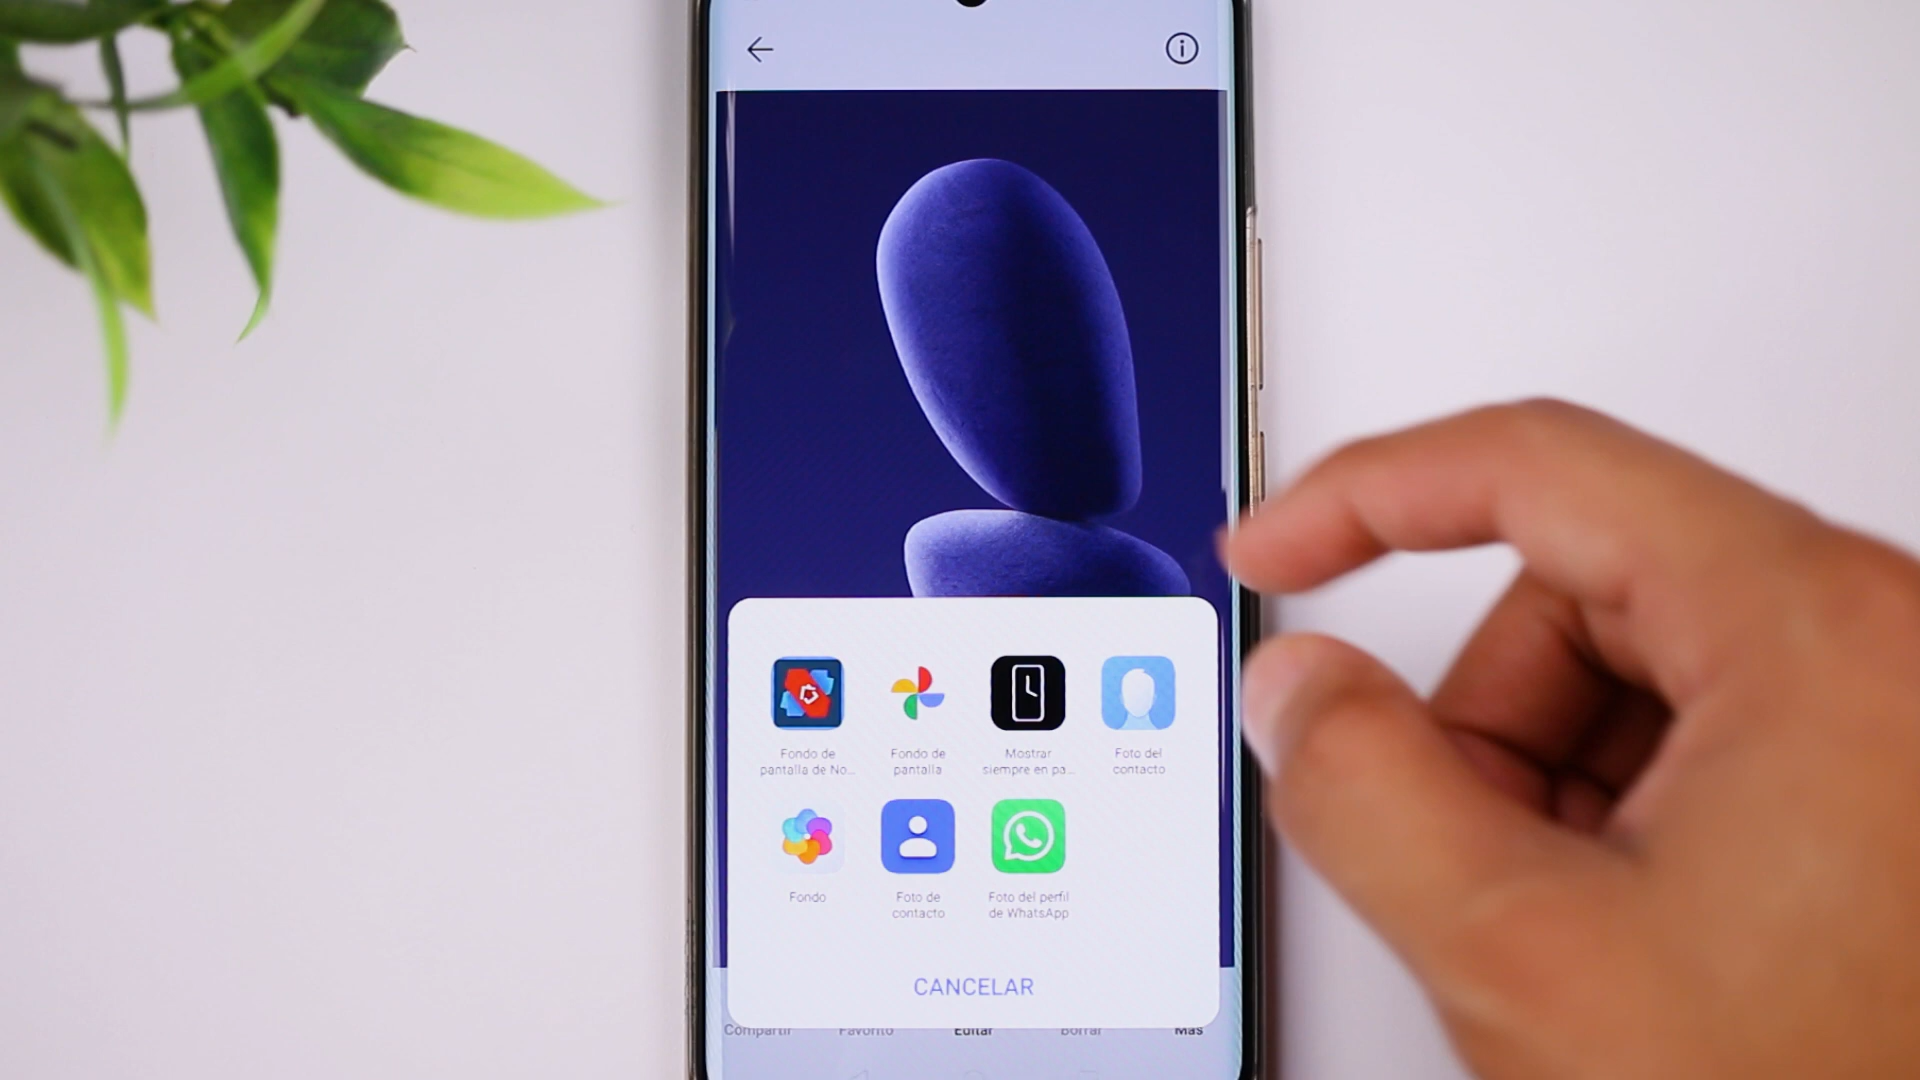 Fondo de
pantalla de No...
Fondo de
pantalla
Mostrar
siempre en pa...
Foto del
contacto
Fondo
Foto de
contacto
Foto del perfil
de WhatsApp
CANCELAR
Compartir
Favorito
Editar
Borrar
Más